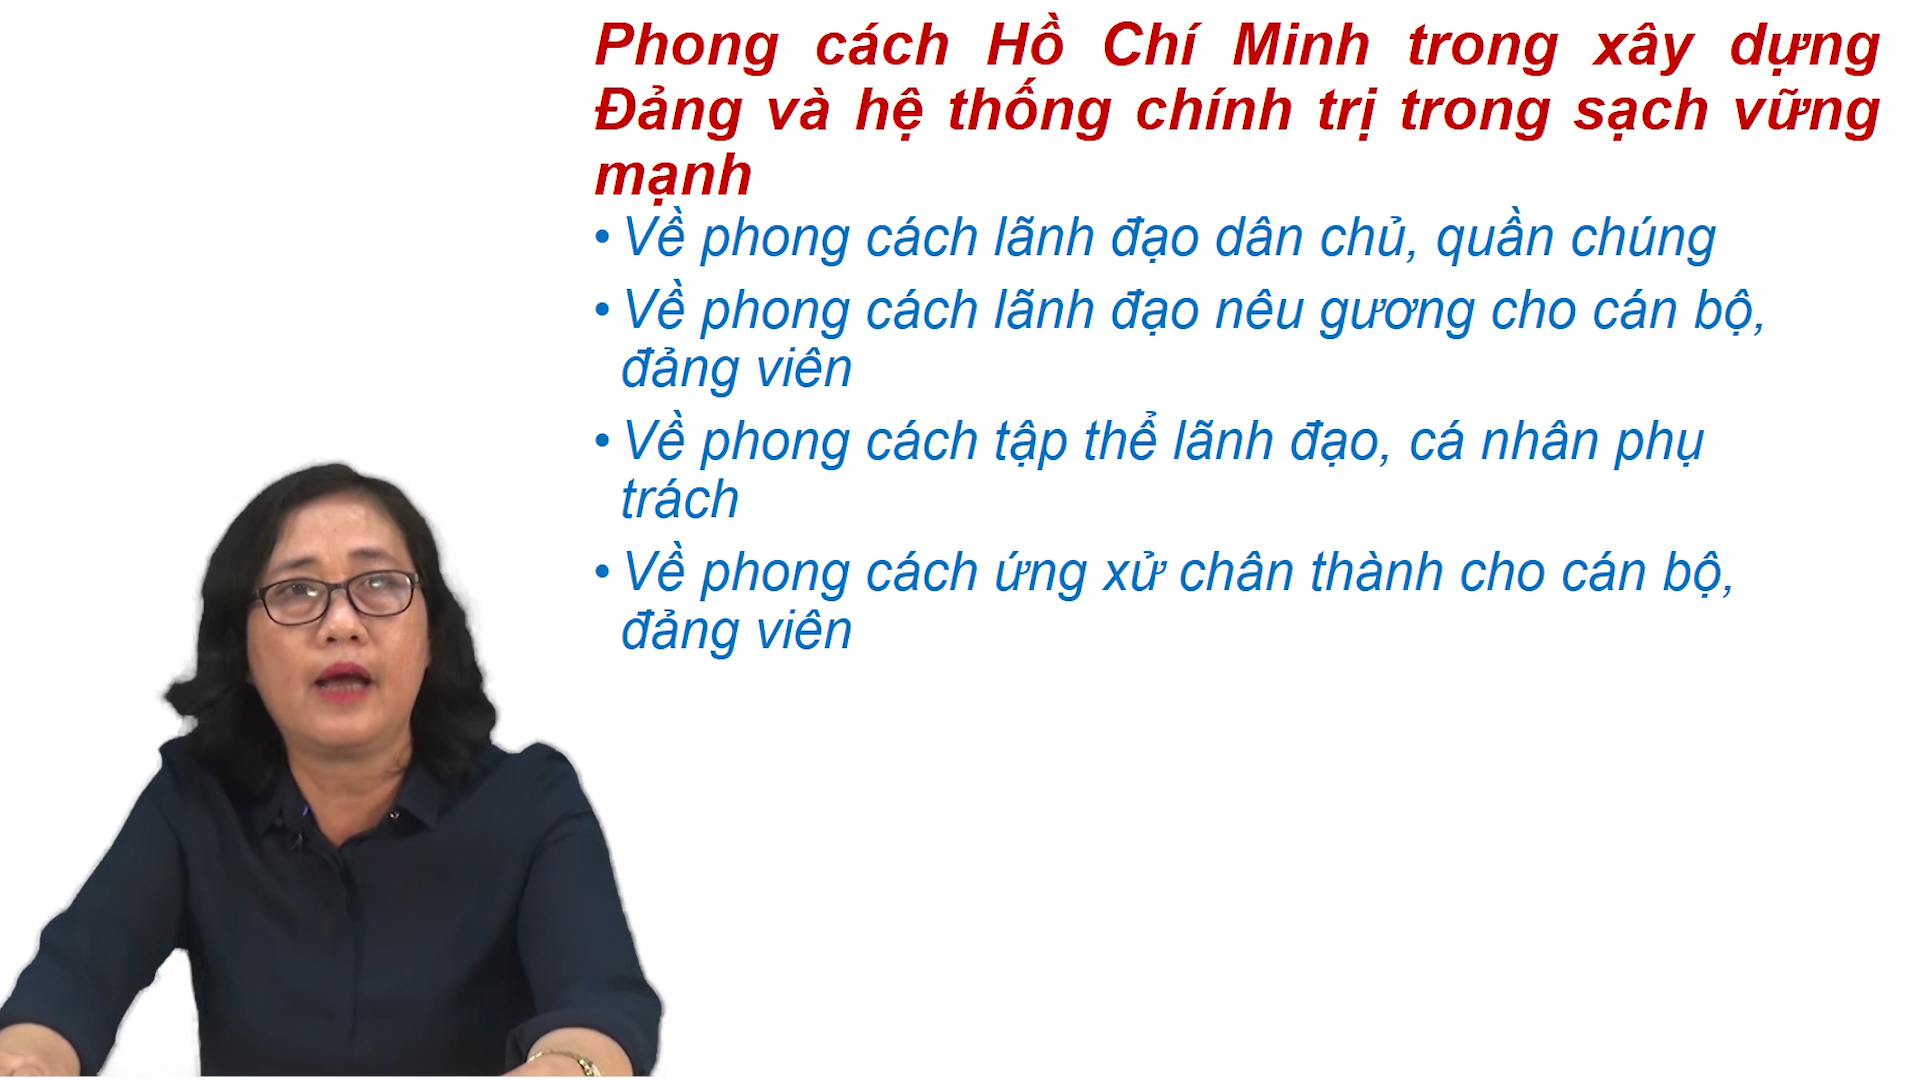 Phong cách Hồ Chí Minh trong xây dựng
Đảng và hệ thống chính trị trong sạch vững
mạnh
• Về phong cách lãnh đạo dân chủ, quần chúng
• Về phong cách lãnh đạo nêu gương cho cán bộ,
đảng viên
• Về phong cách tập thể lãnh đạo, cá nhân phụ
trách
• Về phong cách ứng xử chân thành cho cán bộ,
đảng viên